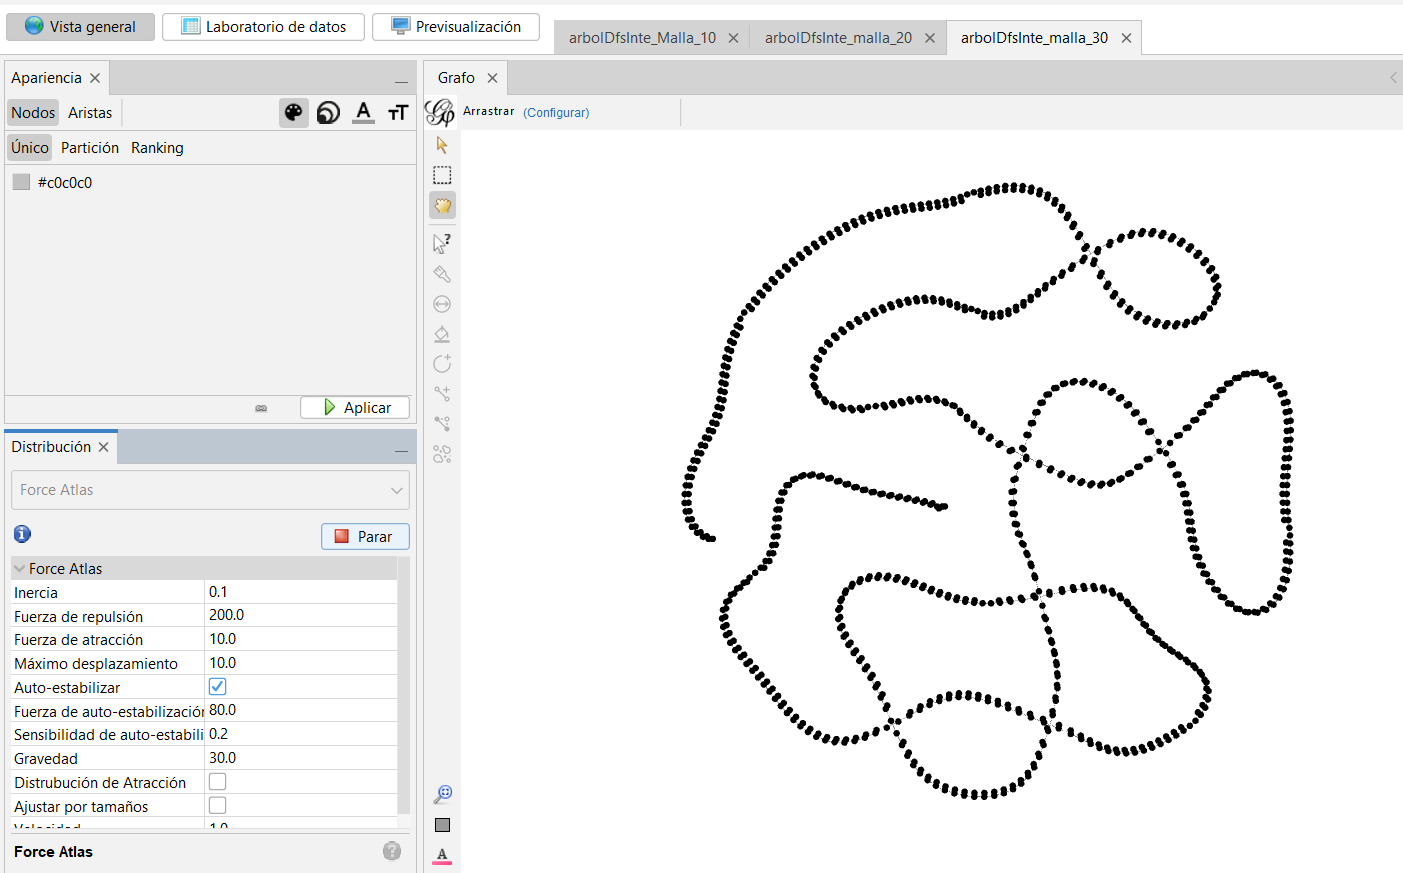 Vista general
Laboratorio de datos
Previsualización
arbolDfsInte_Malla_10
arbolDfsInte_malla_20
arbolDfsInte_malla_30
Apariencia
Nodos Aristas
Único Partición Ranking
#c0c0c0
Aplicar
Distribución
Force Atlas
Parar
Force Atlas
Inercia 0.1
Fuerza de repulsión 200.0
Fuerza de atracción 10.0
Máximo desplazamiento 10.0
Auto-estabilizar
Fuerza de auto-estabilización 80.0
Sensibilidad de auto-estabili 0.2
Gravedad 30.0
Distrubución de Atracción
Ajustar por tamaños
Velocidad 1.0
Force Atlas
Grafo
Arrastrar (Configurar)